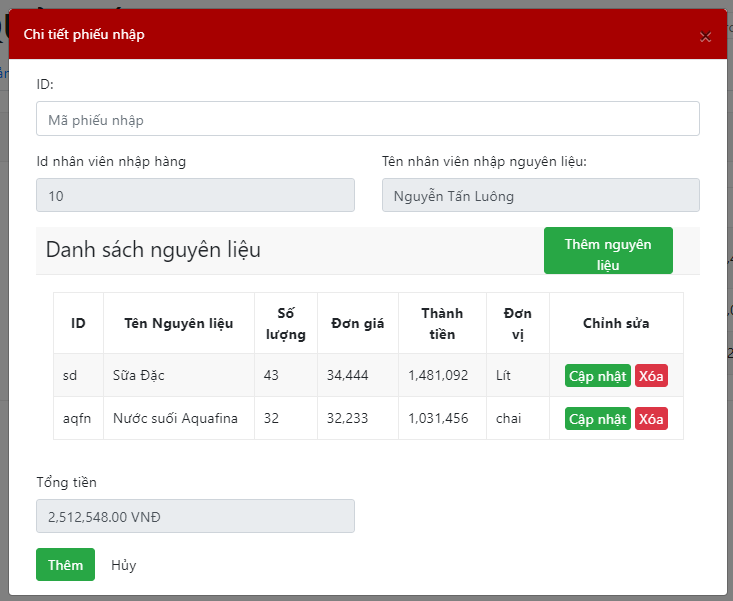 Chi tiết phiếu nhập
×
ID:
Mã phiếu nhập
Id nhân viên nhập hàng
Tên nhân viên nhập nguyên liệu:
10
Nguyễn Tấn Luông
Danh sách nguyên liệu
Thêm nguyên
liệu
ID Tên Nguyên liệu Số lượng Đơn giá Thành tiền Đơn vị Chỉnh sửa
sd Sữa Đặc 43 34,444 1,481,092 Lít Cập nhật Xóa
aqfn Nước suối Aquafina 32 32,233 1,031,456 chai Cập nhật Xóa
Tổng tiền
2,512,548.00 VNĐ
Thêm Hủy